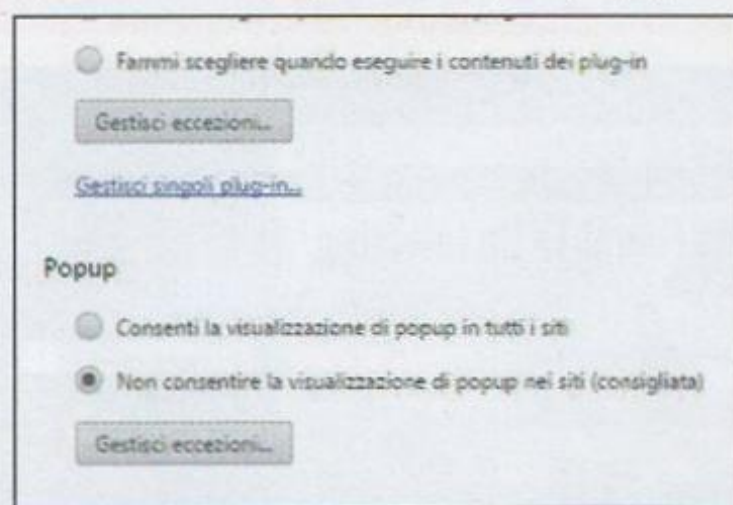 Fammi scegliere quando eseguire i contenuti dei plug-in
Gestisci eccezioni...
Gestisci singoli plug-in...
Popup
Consenti la visualizzazione di popup in tutti i siti
Non consentire la visualizzazione di popup nei siti (consigliata)
Gestisci eccezioni...